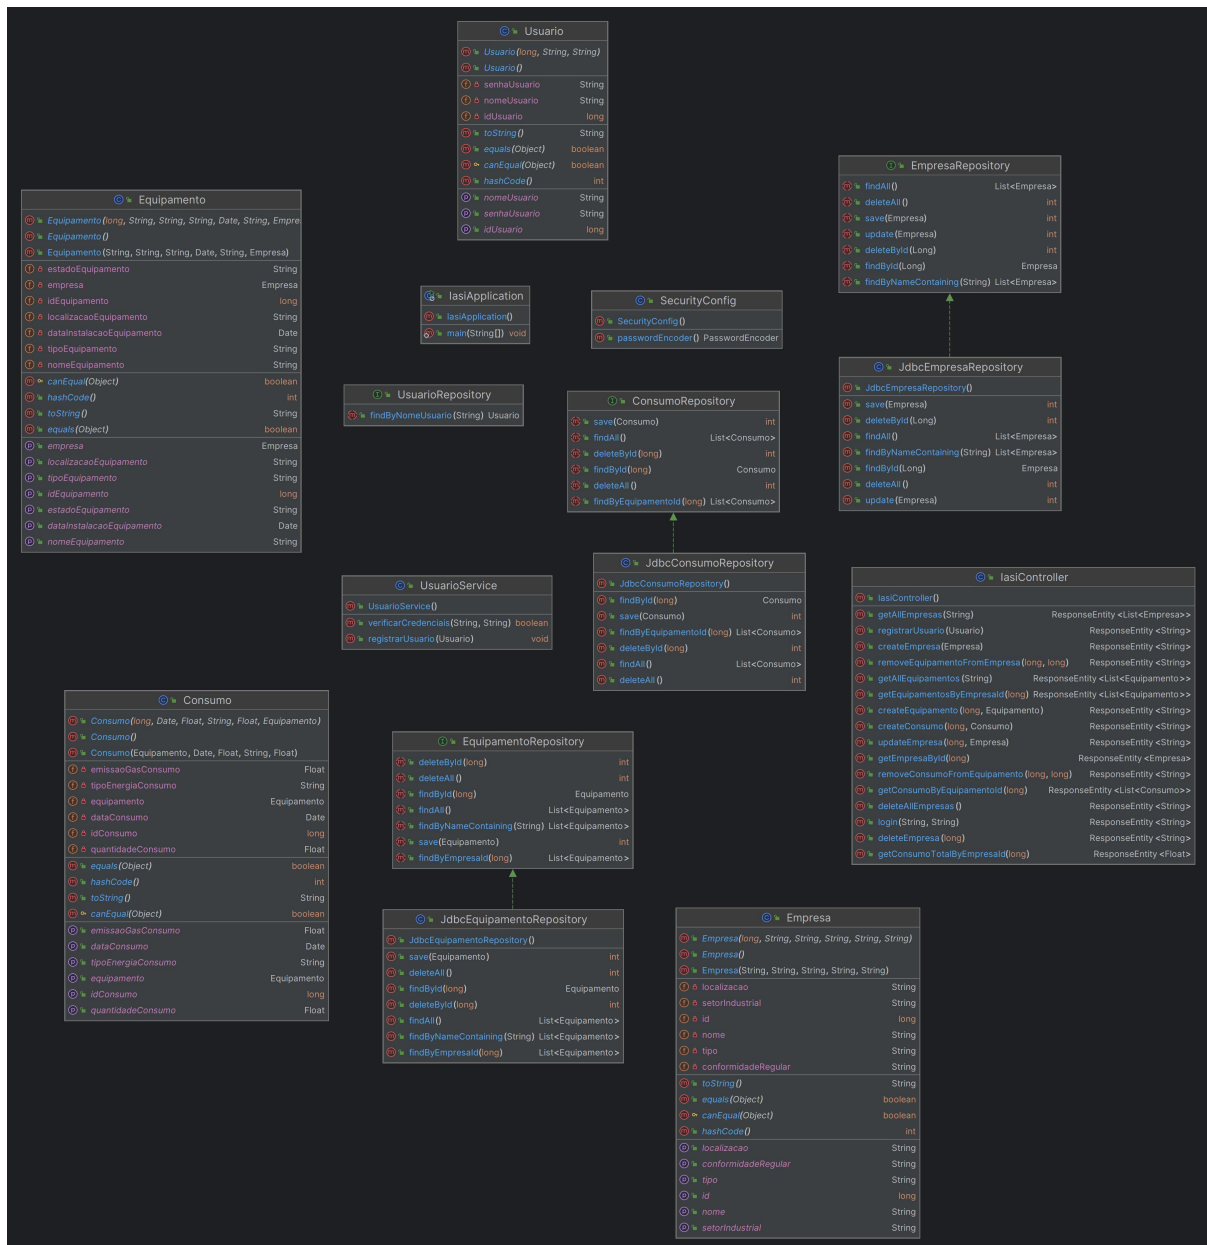 Usuario
Usuario(long, String, String)
Usuario()
senhaUsuario String
nomeUsuario String
idUsuario long
toString() String
equals(Object) boolean
canEqual(Object) boolean
hashCode() int
nomeUsuario String
senhaUsuario String
idUsuario long
EmpresaRepository
findAll() List<Empresa>
deleteAll() int
save(Empresa) int
update(Empresa) int
deleteById(Long) int
findById(Long) Empresa
findByNameContaining(String) List<Empresa>
Equipamento
Equipamento(long, String, String, String, Date, String, Empre
Equipamento()
Equipamento(String, String, String, Date, String, Empresa)
estadoEquipamento String
empresa Empresa
idEquipamento long
localizacaoEquipamento String
dataInstalacaoEquipamento Date
tipoEquipamento String
nomeEquipamento String
canEqual(Object) boolean
hashCode() int
toString() String
equals(Object) boolean
empresa Empresa
localizacaoEquipamento String
tipoEquipamento String
idEquipamento long
estadoEquipamento String
dataInstalacaoEquipamento Date
nomeEquipamento String
IasiApplication
IasiApplication()
main(String[]) void
SecurityConfig
SecurityConfig()
passwordEncoder() PasswordEncoder
JdbcEmpresaRepository
JdbcEmpresaRepository()
save(Empresa) int
deleteById(Long) int
findAll() List<Empresa>
findByNameContaining(String) List<Empresa>
findById(Long) Empresa
deleteAll() int
update(Empresa) int
UsuarioRepository
findByNomeUsuario(String) Usuario
ConsumoRepository
save(Consumo) int
findAll() List<Consumo>
deleteById(long) int
findById(long) Consumo
deleteAll() int
findByEquipamentoId(long) List<Consumo>
JdbcConsumoRepository
JdbcConsumoRepository()
findById(long) Consumo
save(Consumo) int
findByEquipamentoId(long) List<Consumo>
deleteById(long) int
findAll() List<Consumo>
deleteAll() int
UsuarioService
UsuarioService()
verificarCredenciais(String, String) boolean
registrarUsuario(Usuario) void
IasiController
IasiController()
getAllEmpresas(String) ResponseEntity<List<Empresa>>
registrarUsuario(Usuario) ResponseEntity<String>
createEmpresa(Empresa) ResponseEntity<String>
removeEquipamentoFromEmpresa(long, long) ResponseEntity<String>
getAllEquipamentos(String) ResponseEntity<List<Equipamento>>
getEquipamentosByEmpresaId(long) ResponseEntity<List<Equipamento>>
createEquipamento(long, Equipamento) ResponseEntity<String>
createConsumo(long, Consumo) ResponseEntity<String>
updateEmpresa(long, Empresa) ResponseEntity<String>
getEmpresaById(long) ResponseEntity<Empresa>
removeConsumoFromEquipamento(long, long) ResponseEntity<String>
getConsumoByEquipamentoId(long) ResponseEntity<List<Consumo>>
deleteAllEmpresas() ResponseEntity<String>
login(String, String) ResponseEntity<String>
deleteEmpresa(long) ResponseEntity<String>
getConsumoTotalByEmpresaId(long) ResponseEntity<Float>
Consumo
Consumo(long, Date, Float, String, Float, Equipamento)
Consumo()
Consumo(Equipamento, Date, Float, String, Float)
emissaoGasConsumo Float
tipoEnergiaConsumo String
equipamento Equipamento
dataConsumo Date
idConsumo long
quantidadeConsumo Float
equals(Object) boolean
hashCode() int
toString() String
canEqual(Object) boolean
emissaoGasConsumo Float
dataConsumo Date
tipoEnergiaConsumo String
equipamento Equipamento
idConsumo long
quantidadeConsumo Float
EquipamentoRepository
deleteById(long) int
deleteAll() int
findById(long) Equipamento
findAll() List<Equipamento>
findByNameContaining(String) List<Equipamento>
save(Equipamento) int
findByEmpresaId(long) List<Equipamento>
JdbcEquipamentoRepository
JdbcEquipamentoRepository()
save(Equipamento) int
deleteAll() int
findById(long) Equipamento
deleteById(long) int
findAll() List<Equipamento>
findByNameContaining(String) List<Equipamento>
findByEmpresaId(long) List<Equipamento>
Empresa
Empresa(long, String, String, String, String, String)
Empresa()
Empresa(String, String, String, String, String)
localizacao String
setorIndustrial String
id long
nome String
tipo String
conformidadeRegular String
toString() String
equals(Object) boolean
canEqual(Object) boolean
hashCode() int
localizacao String
conformidadeRegular String
tipo String
id long
nome String
setorIndustrial String